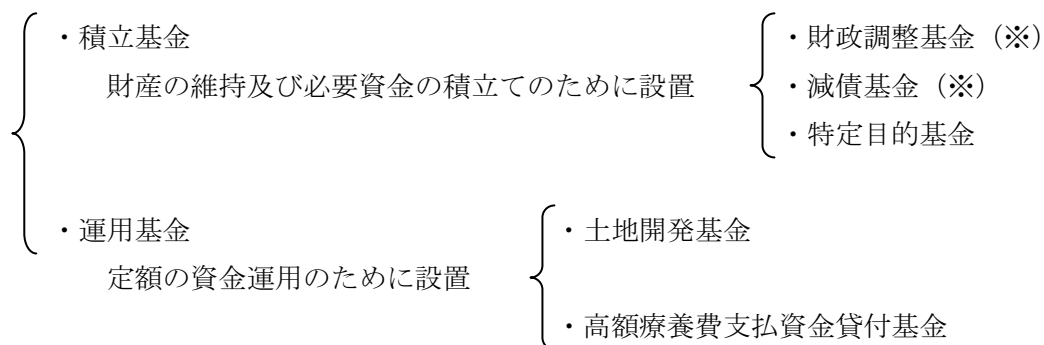 ・積立基金
財産の維持及び必要資金の積立てのために設置
・財政調整基金（※）
・減債基金（※）
・特定目的基金
・運用基金
定額の資金運用のために設置
・土地開発基金
・高額療養費支払資金貸付基金